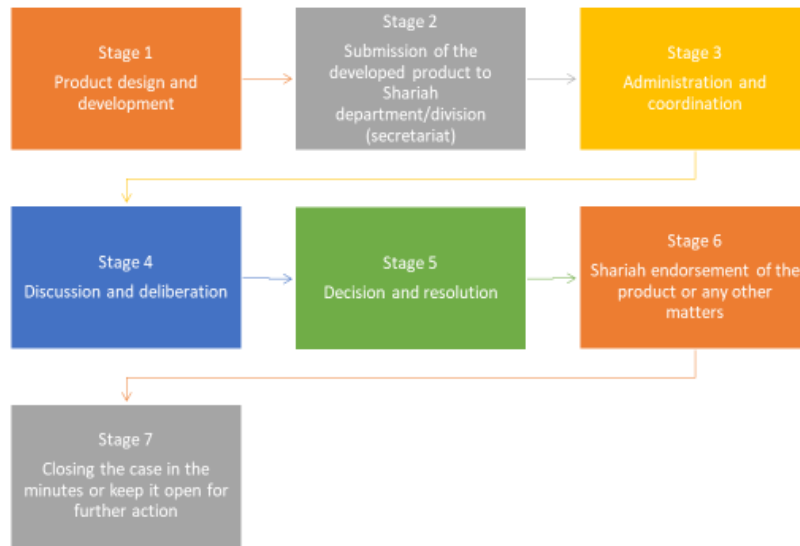 Stage 1
Product design and
development
Stage 2
Submission of the
developed product to
Shariah
department/division
(secretariat)
Stage 3
Administration and
coordination
Stage 4
Discussion and deliberation
Stage 5
Decision and resolution
Stage 6
Shariah endorsement of the
product or any other
matters
Stage 7
Closing the case in the
minutes or keep it open for
further action